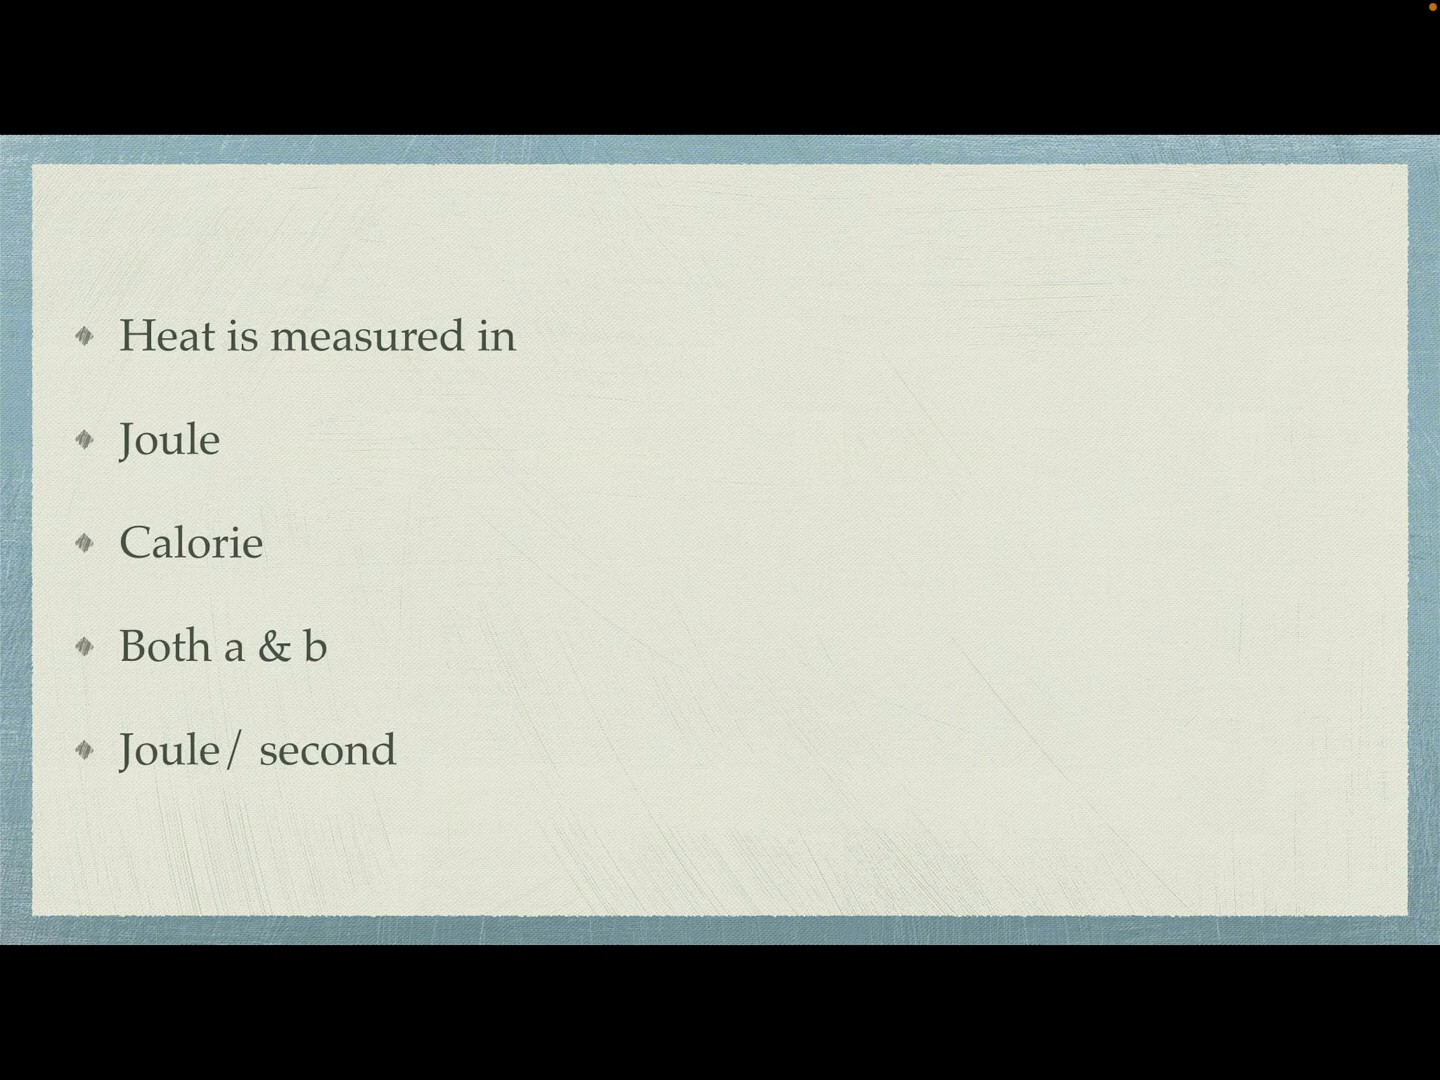 Heat is measured in
Joule
Calorie
Both a & b
Joule/ second